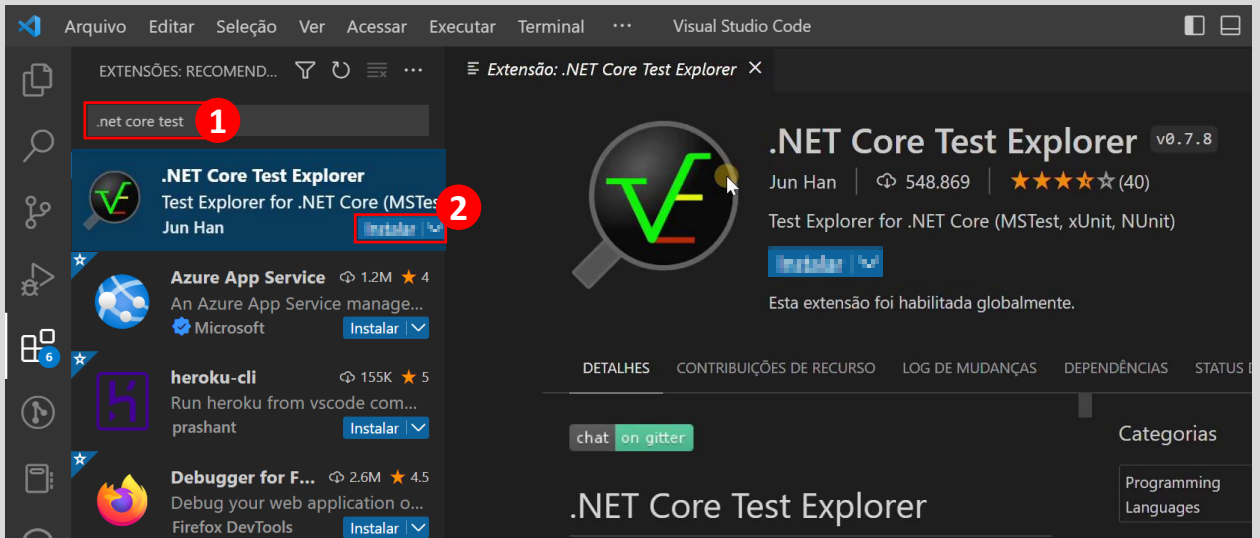 Arquivo Editar Seleção Ver Acessar Executar Terminal ··· Visual Studio Code
EXTENSÕES: RECOMEND... ···
Extensão: .NET Core Test Explorer
.net core test
1
.NET Core Test Explorer
Test Explorer for .NET Core (MSTes
2
Jun Han
Instalar
Azure App Service 1.2M ★ 4
An Azure App Service manage...
Microsoft
Instalar
6
heroku-cli 155K ★ 5
Run heroku from vscode com...
prashant
Instalar
Debugger for F... 2.6M ★ 4.5
Debug your web application o...
Firefox DevTools
Instalar
.NET Core Test Explorer v0.7.8
Jun Han 548.869 (40)
Test Explorer for .NET Core (MSTest, xUnit, NUnit)
Instalar
Esta extensão foi habilitada globalmente.
DETALHES CONTRIBUIÇÕES DE RECURSO LOG DE MUDANÇAS DEPENDÊNCIAS STATUS
chat on gitter
.NET Core Test Explorer
Categorias
Programming
Languages